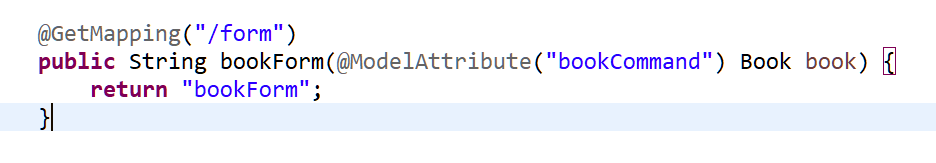 @GetMapping("/form")
public String bookForm(@ModelAttribute("bookCommand") Book book) {
    return "bookForm";
}